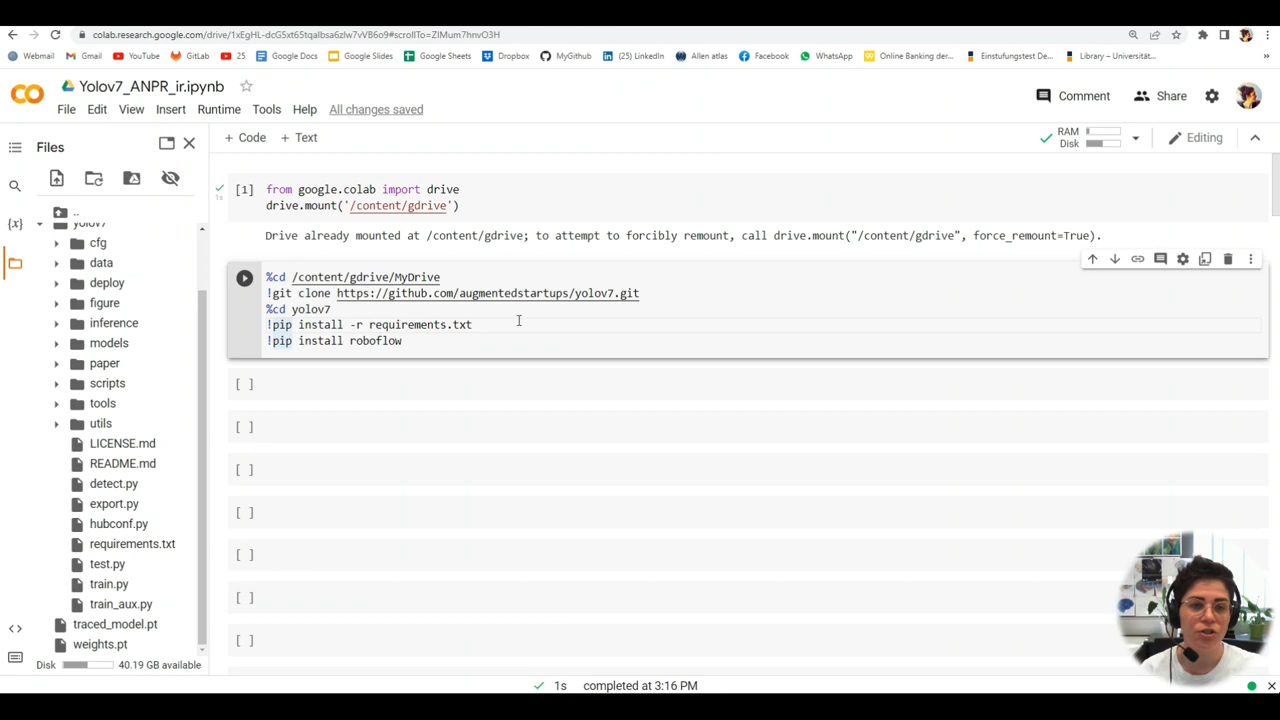 colab.research.google.com/drive/1xEgHL-dcG5xt65tqaIbsa6zIw7vVB6o9#scrollTo=ZIMum7hnvO3H
Webmail Gmail YouTube GitLab 25 Google Docs Google Slides Google Sheets Dropbox MyGithub (25) LinkedIn Allen atlas Facebook WhatsApp Online Banking der... Einstufungstest Der... Library – Universität... »
CO Yolov7_ANPR_ir.ipynb
File Edit View Insert Runtime Tools Help All changes saved
Comment Share
Files
+ Code + Text
RAM
Disk
Editing
{x}
..
yolov7
cfg
data
deploy
figure
inference
models
paper
scripts
tools
utils
LICENSE.md
README.md
detect.py
export.py
hubconf.py
requirements.txt
test.py
train.py
train_aux.py
traced_model.pt
weights.pt
Disk 40.19 GB available
[1] from google.colab import drive
1s
drive.mount('/content/gdrive')
Drive already mounted at /content/gdrive; to attempt to forcibly remount, call drive.mount("/content/gdrive", force_remount=True).
%cd /content/gdrive/MyDrive
!git clone https://github.com/augmentedstartups/yolov7.git
%cd yolov7
!pip install -r requirements.txt
!pip install roboflow
[ ]
[ ]
[ ]
[ ]
[ ]
[ ]
[ ]
1s completed at 3:16 PM